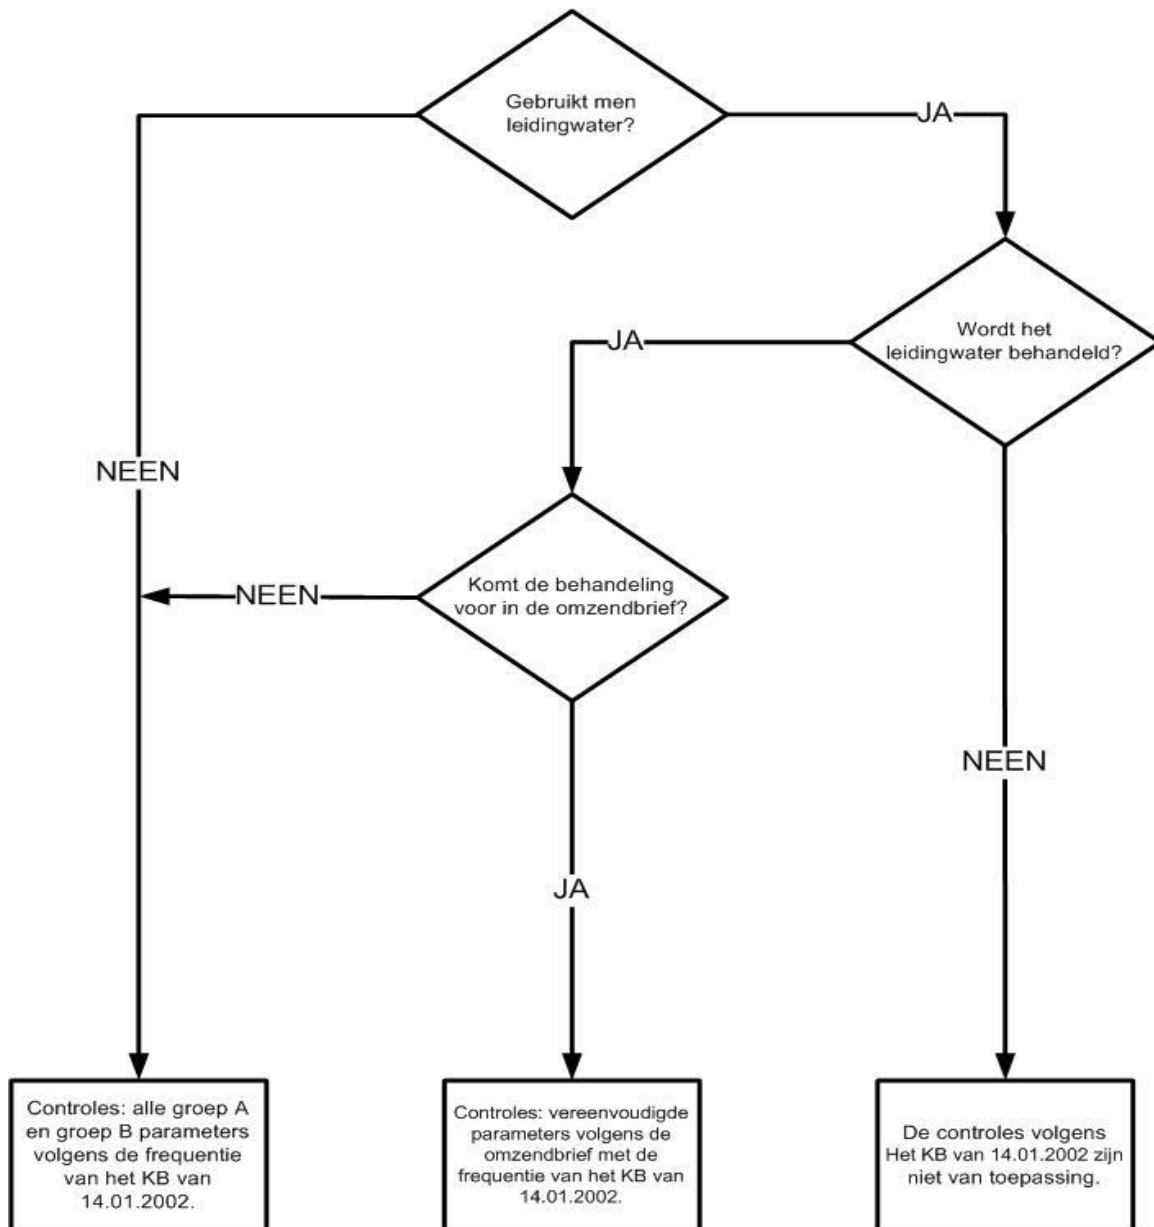 Gebruikt men
leidingwater?
JA
Wordt het
leidingwater behandeld?
JA
NEEN
Komt de behandeling
voor in de omzendbrief?
NEEN
NEEN
JA
Controles: alle groep A
en groep B parameters
volgens de frequentie
van het KB van
14.01.2002.
Controles: vereenvoudigde
parameters volgens de
omzendbrief met de
frequentie van het KB van
14.01.2002.
De controles volgens
Het KB van 14.01.2002 zijn
niet van toepassing.